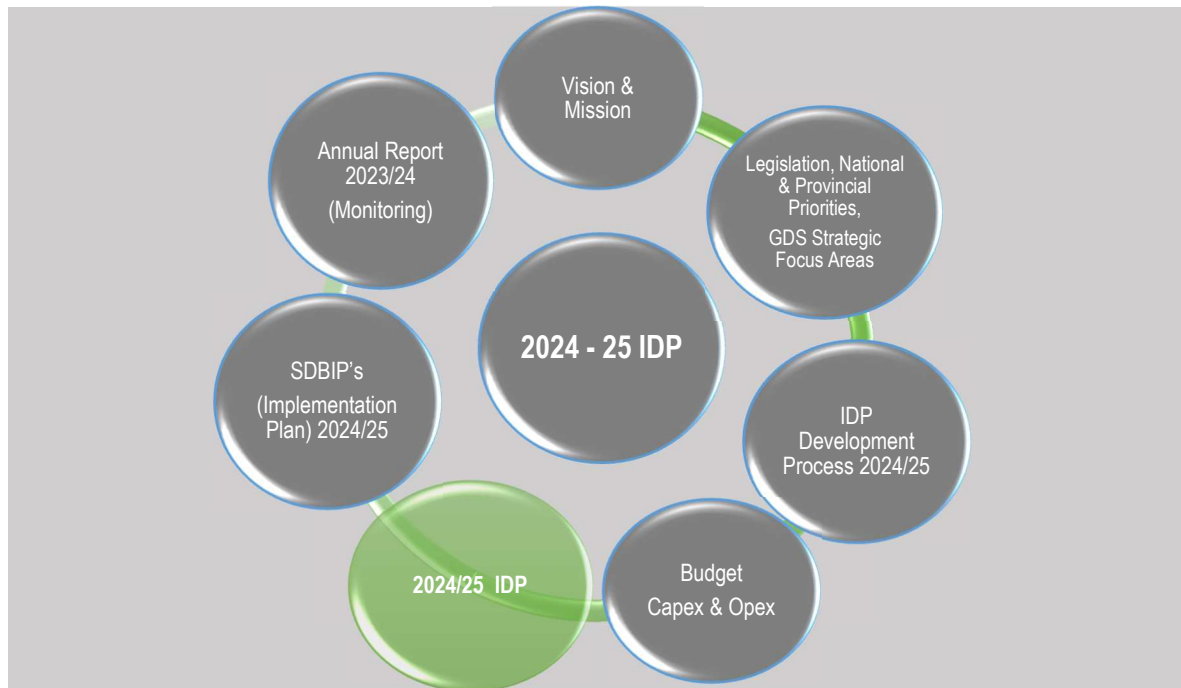 Vision &
Mission
Legislation, National
& Provincial
Priorities,
GDS Strategic
Focus Areas
IDP
Development
Process 2024/25
Budget
Capex & Opex
2024/25 IDP
SDBIP’s
(Implementation
Plan) 2024/25
Annual Report
2023/24
(Monitoring)
2024 - 25 IDP